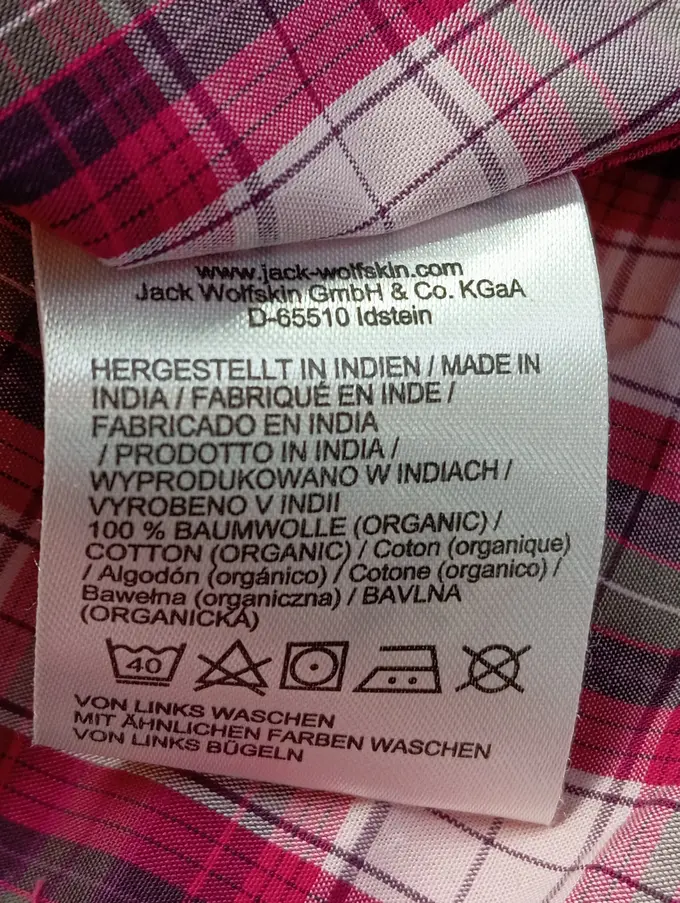 www.jack-wolfskin.com
Jack Wolfskin GmbH & Co. KGaA
D-65510 Idstein
HERGESTELLT IN INDIEN / MADE IN
INDIA / FABRIQUÉ EN INDE /
FABRICADO EN INDIA
/ PRODOTTO IN INDIA /
WYPRODUKOWANO W INDIACH /
VYROBENO V INDII
100 % BAUMWOLLE (ORGANIC) /
COTTON (ORGANIC) / Coton (organique)
/ Algodón (orgánico) / Cotone (organico) /
Bawełna (organiczna) / BAVLNA
(ORGANICKÁ)
40
VON LINKS WASCHEN
MIT ÄHNLICHEN FARBEN WASCHEN
VON LINKS BÜGELN